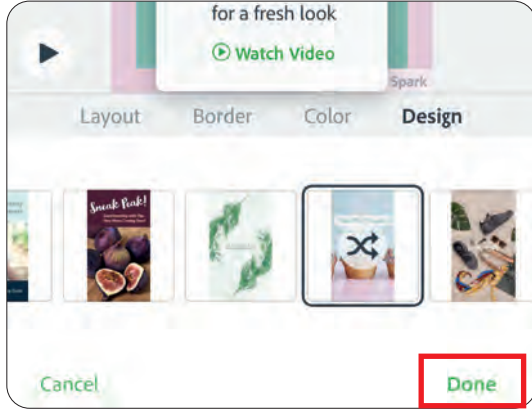 for a fresh look
Watch Video
Spark
Layout Border Color Design
Sneak Peak!
Cancel Done